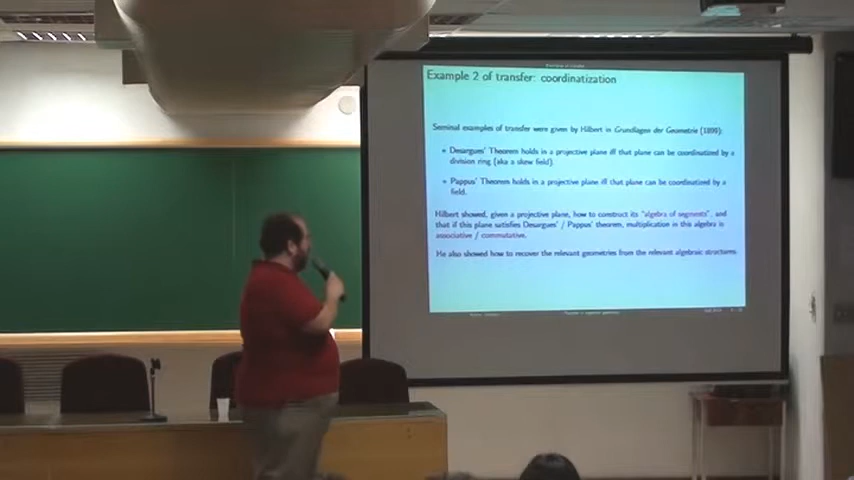 Example 2 of transfer: coordinatization
Seminal examples of transfer were given by Hilbert in Grundlagen der Geometrie (1899):
Desargues' Theorem holds in a projective plane iff that plane can be coordinatized by a
division ring (aka a skew field).
Pappus' Theorem holds in a projective plane iff that plane can be coordinatized by a
field.
Hilbert showed, given a projective plane, how to construct its "algebra of segments", and
that if this plane satisfies Desargues' / Pappus' theorem, multiplication in this algebra is
associative / commutative.
He also showed how to recover the relevant geometries from the relevant algebraic structures.